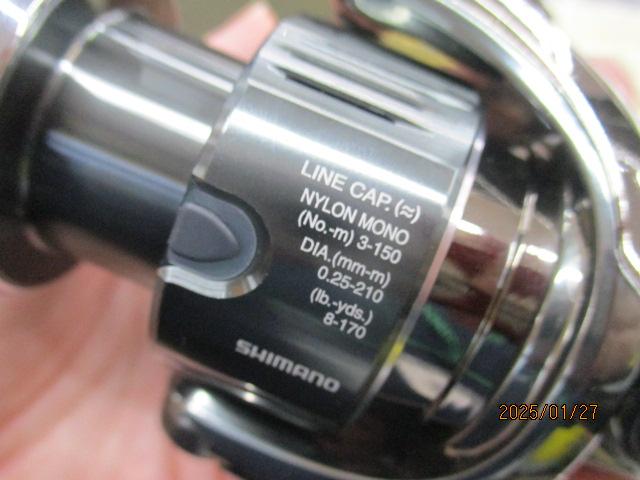 LINE CAP. (≈)
NYLON MONO
(No.-m) 3-150
DIA.(mm-m)
0.25-210
(lb.-yds.)
8-170
SHIMANO
2025/01/27